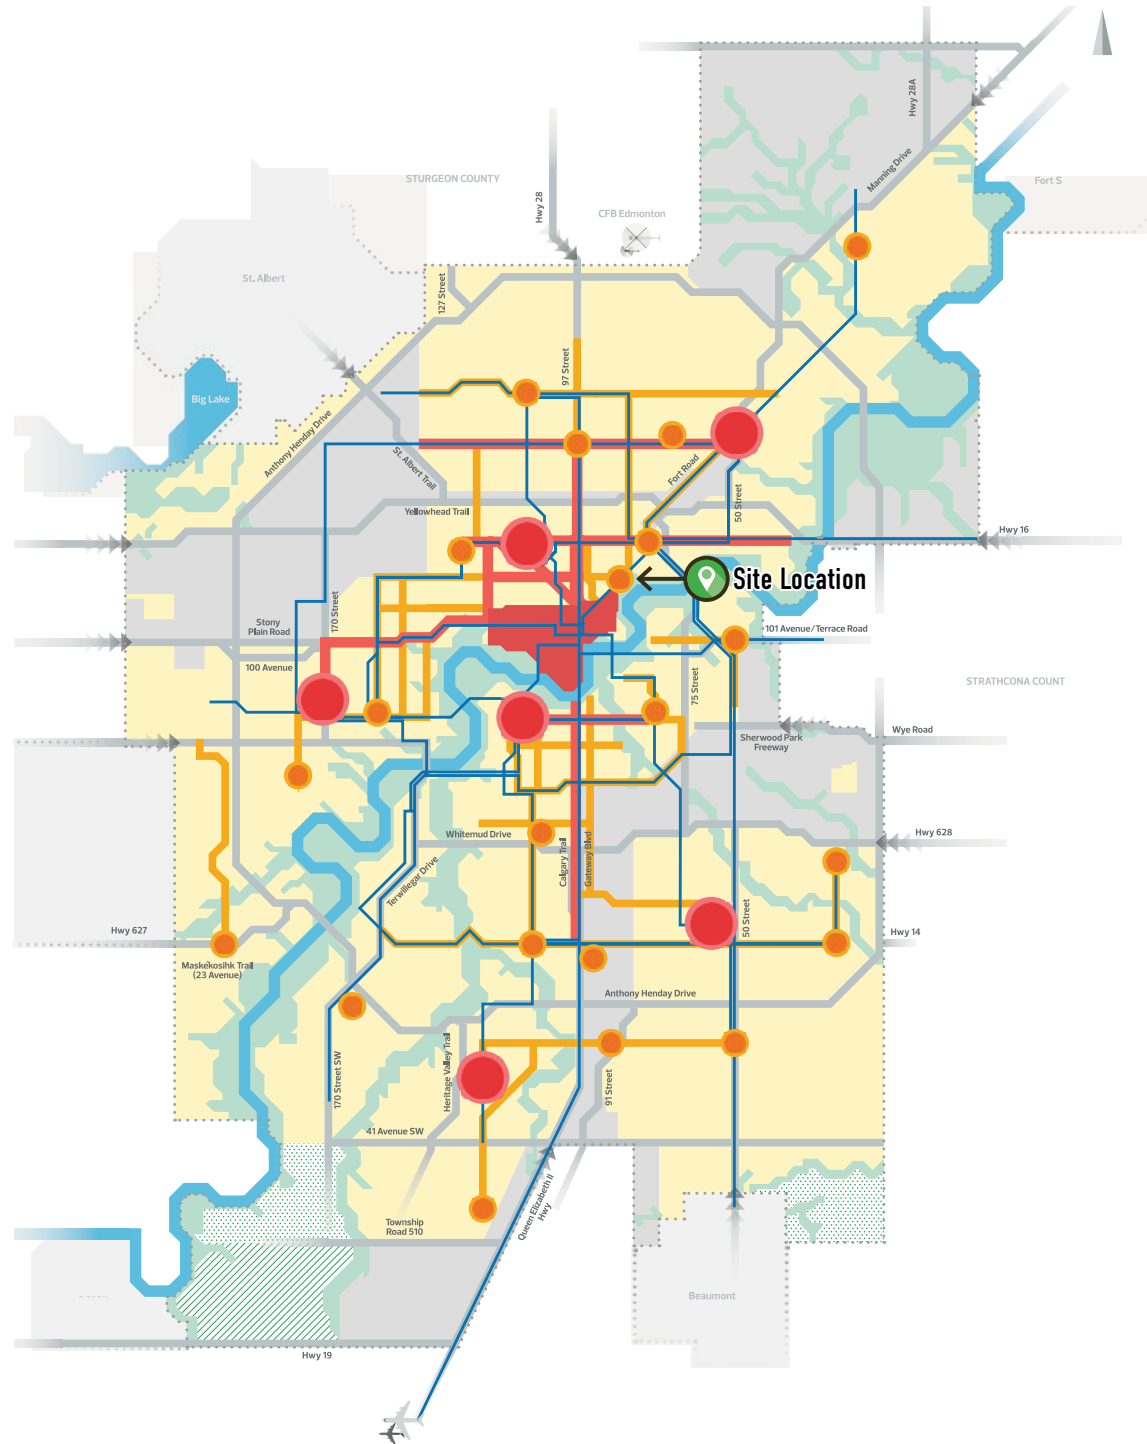 Hwy 28A
Manning Drive
Fort S
STURGEON COUNTY
Hwy 28
CFB Edmonton
St. Albert
127 Street
97 Street
Big Lake
Anthony Henday Drive
St. Albert Trail
Fort Road
50 Street
Yellowhead Trail
Hwy 16
Site Location
170 Street
Stony
Plain Road
101 Avenue/Terrace Road
100 Avenue
75 Street
STRATHCONA COUNT
Sherwood Park
Freeway
Wye Road
Whitemud Drive
Calgary Trail
Gateway Blvd
Hwy 628
Terwillegar Drive
50 Street
Hwy 627
Hwy 14
Maskêkosihk Trail
(23 Avenue)
Anthony Henday Drive
170 Street SW
Heritage Valley Trail
91 Street
41 Avenue SW
Queen Elizabeth II
Hwy
Township
Road 510
Beaumont
Hwy 19